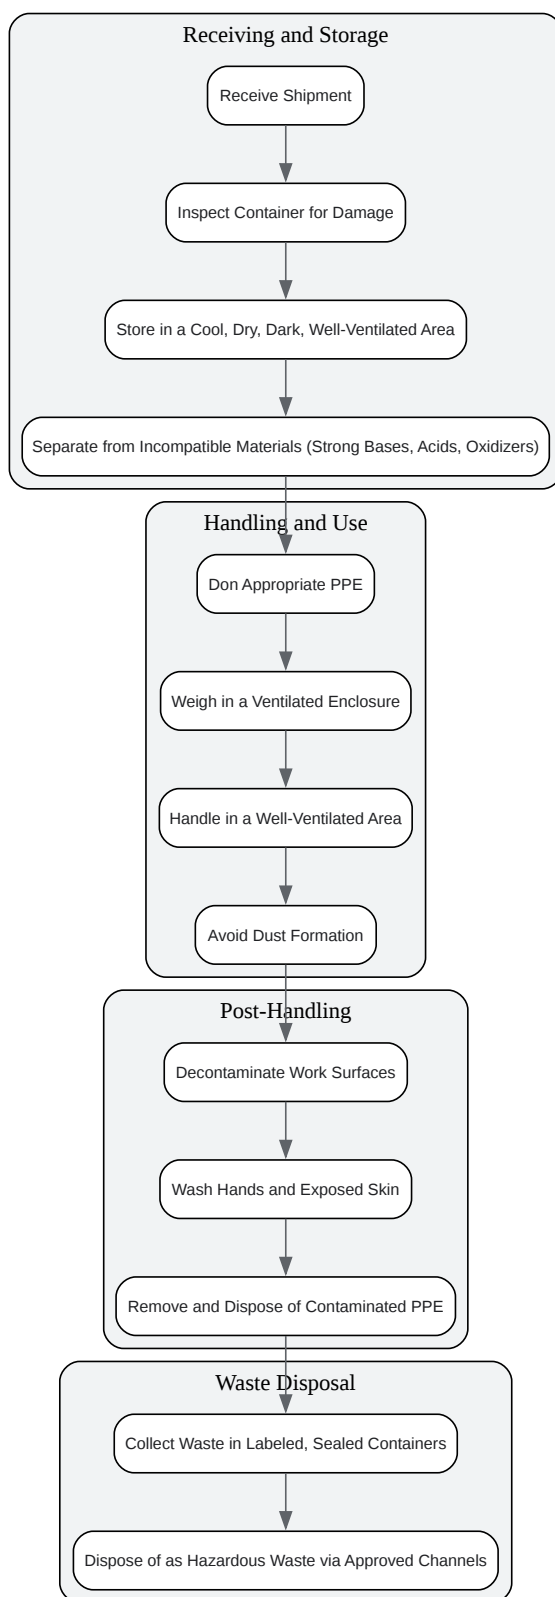 Receiving and Storage
Receive Shipment
Inspect Container for Damage
Store in a Cool, Dry, Dark, Well-Ventilated Area
Separate from Incompatible Materials (Strong Bases, Acids, Oxidizers)
Handling and Use
Don Appropriate PPE
Weigh in a Ventilated Enclosure
Handle in a Well-Ventilated Area
Avoid Dust Formation
Post-Handling
Decontaminate Work Surfaces
Wash Hands and Exposed Skin
Remove and Dispose of Contaminated PPE
Waste Disposal
Collect Waste in Labeled, Sealed Containers
Dispose of as Hazardous Waste via Approved Channels